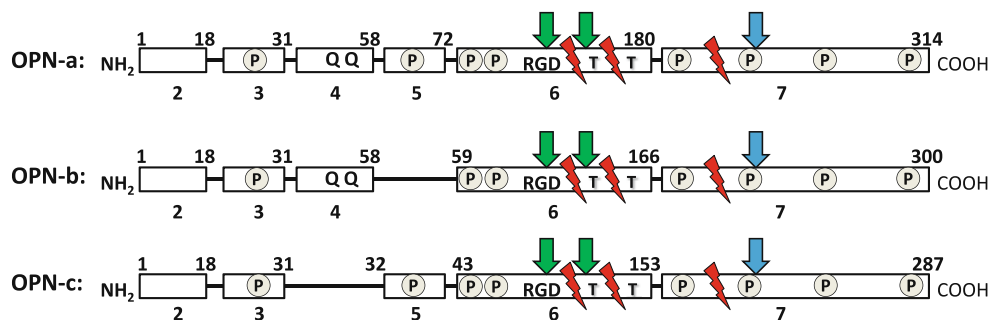 1 18 31 58 72 180 314
OPN-a: NH2 P Q Q P P P RGD T T P P P P COOH
2 3 4 5 6 7
1 18 31 58 59 166 300
OPN-b: NH2 P Q Q P P RGD T T P P P P COOH
2 3 4 6 7
1 18 31 32 43 153 287
OPN-c: NH2 P P P P RGD T T P P P P COOH
2 3 5 6 7